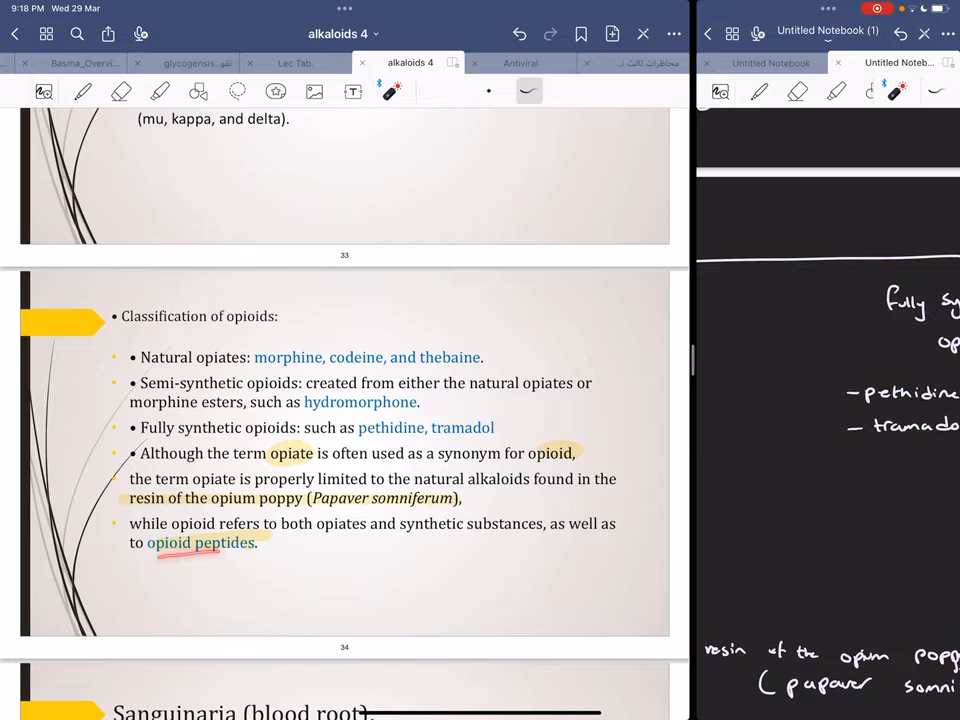 9:18 PM Wed 29 Mar
alkaloids 4
Untitled Notebook (1)
Basma_Overvi...
glycogensis...نقو
Lec Tab.
alkaloids 4
Antiviral
محاظرات ثالث ن...
Untitled Notebook
Untitled Noteb...
(mu, kappa, and delta).
33
• Classification of opioids:
• Natural opiates: morphine, codeine, and thebaine.
• Semi-synthetic opioids: created from either the natural opiates or
morphine esters, such as hydromorphone.
• Fully synthetic opioids: such as pethidine, tramadol
• Although the term opiate is often used as a synonym for opioid,
the term opiate is properly limited to the natural alkaloids found in the
resin of the opium poppy (Papaver somniferum),
while opioid refers to both opiates and synthetic substances, as well as
to opioid peptides.
34
Sanguinaria (blood root).
fully sy
op
- pethidine
- tramado
resin of the opium popp
( papaver somni